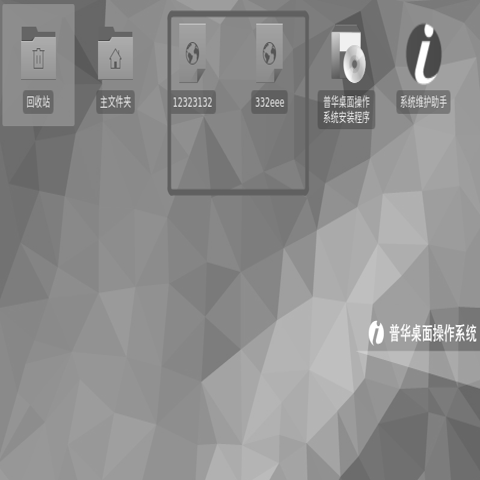 回收站
主文件夹
12323132
332eee
普华桌面操作
系统安装程序
系统维护助手
普华桌面操作系统